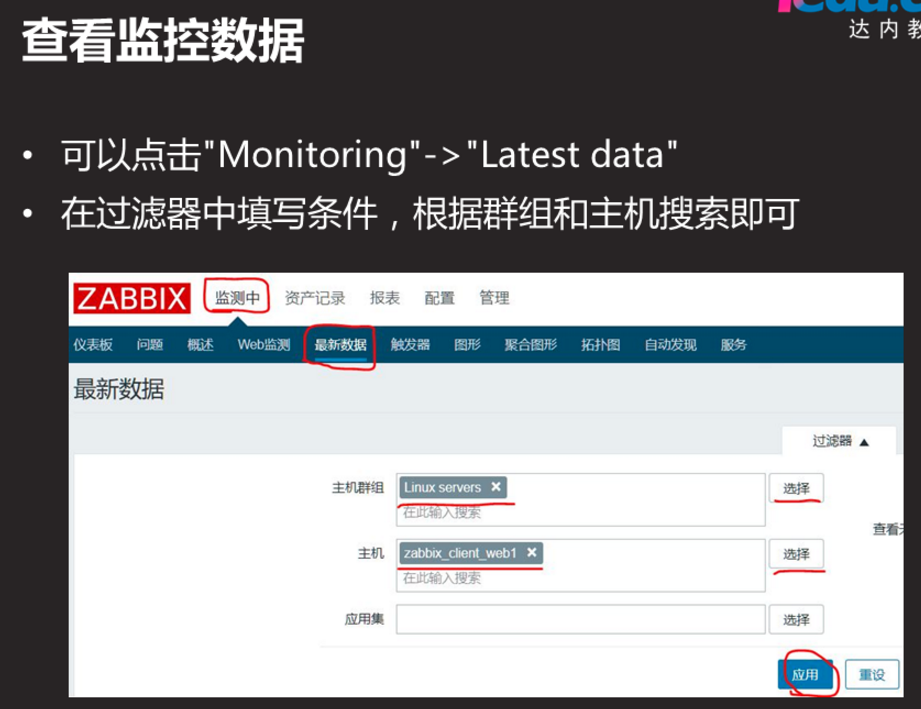 查看监控数据
达内教
• 可以点击"Monitoring"->"Latest data"
• 在过滤器中填写条件，根据群组和主机搜索即可
ZABBIX 监测中 资产记录 报表 配置 管理
仪表板 问题 概述 Web监测 最新数据 触发器 图形 聚合图形 拓扑图 自动发现 服务
最新数据
过滤器 ▲
主机群组 Linux servers × 选择
在此输入搜索
查看
主机 zabbix_client_web1 × 选择
在此输入搜索
应用集 选择
应用 重设